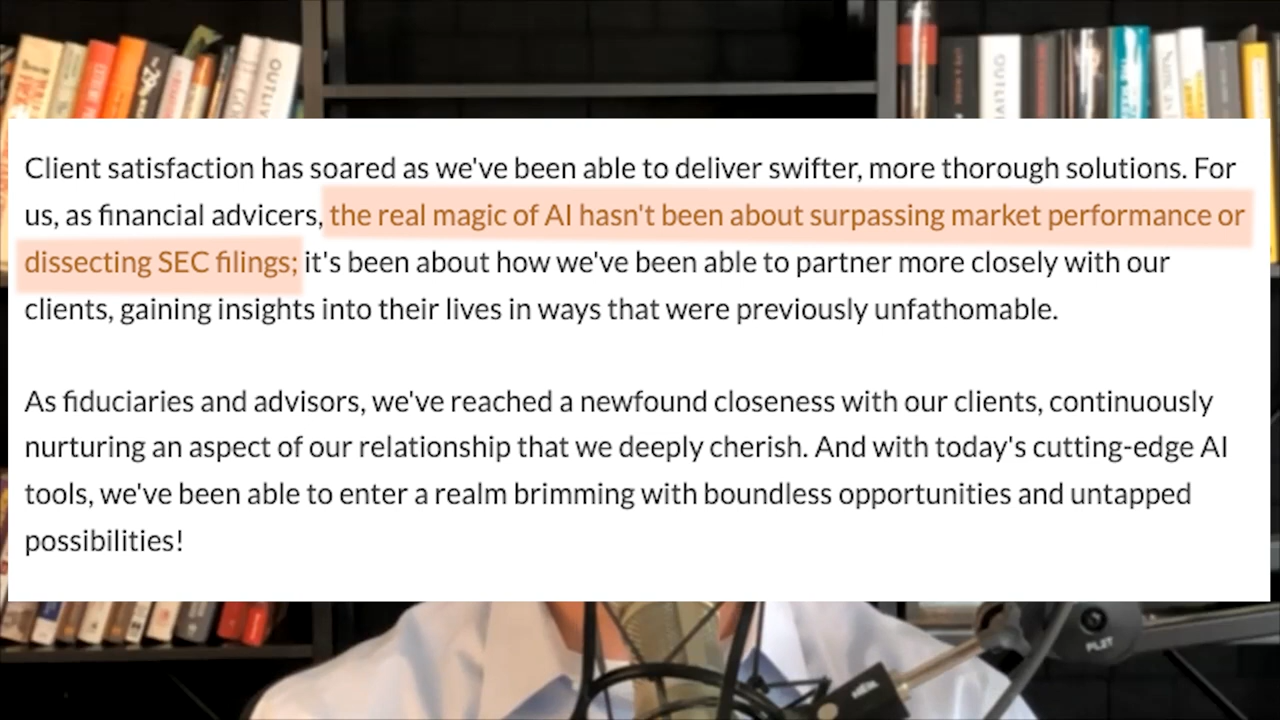 OUTLIV
OUTLIV
Client satisfaction has soared as we've been able to deliver swifter, more thorough solutions. For
us, as financial advicers, the real magic of AI hasn't been about surpassing market performance or
dissecting SEC filings; it's been about how we've been able to partner more closely with our
clients, gaining insights into their lives in ways that were previously unfathomable.
As fiduciaries and advisors, we've reached a newfound closeness with our clients, continuously
nurturing an aspect of our relationship that we deeply cherish. And with today's cutting-edge AI
tools, we've been able to enter a realm brimming with boundless opportunities and untapped
possibilities!